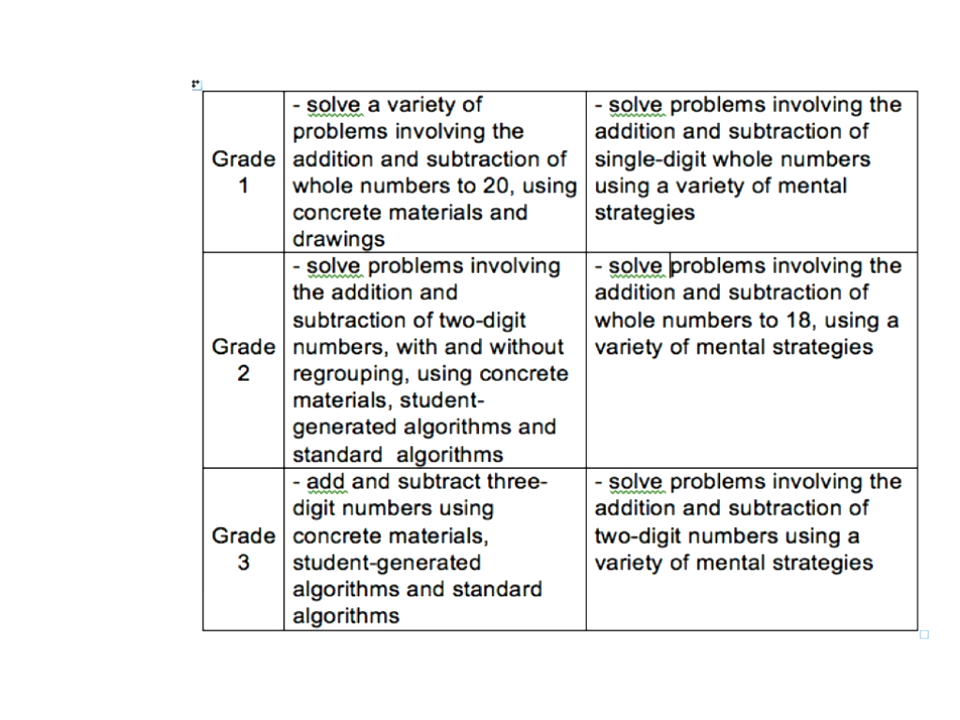 Grade
1
- solve a variety of
problems involving the
addition and subtraction of
whole numbers to 20, using
concrete materials and
drawings
- solve problems involving the
addition and subtraction of
single-digit whole numbers
using a variety of mental
strategies
Grade
2
- solve problems involving
the addition and
subtraction of two-digit
numbers, with and without
regrouping, using concrete
materials, student-
generated algorithms and
standard  algorithms
- solve problems involving the
addition and subtraction of
whole numbers to 18, using a
variety of mental strategies
Grade
3
- add and subtract three-
digit numbers using
concrete materials,
student-generated
algorithms and standard
algorithms
- solve problems involving the
addition and subtraction of
two-digit numbers using a
variety of mental strategies